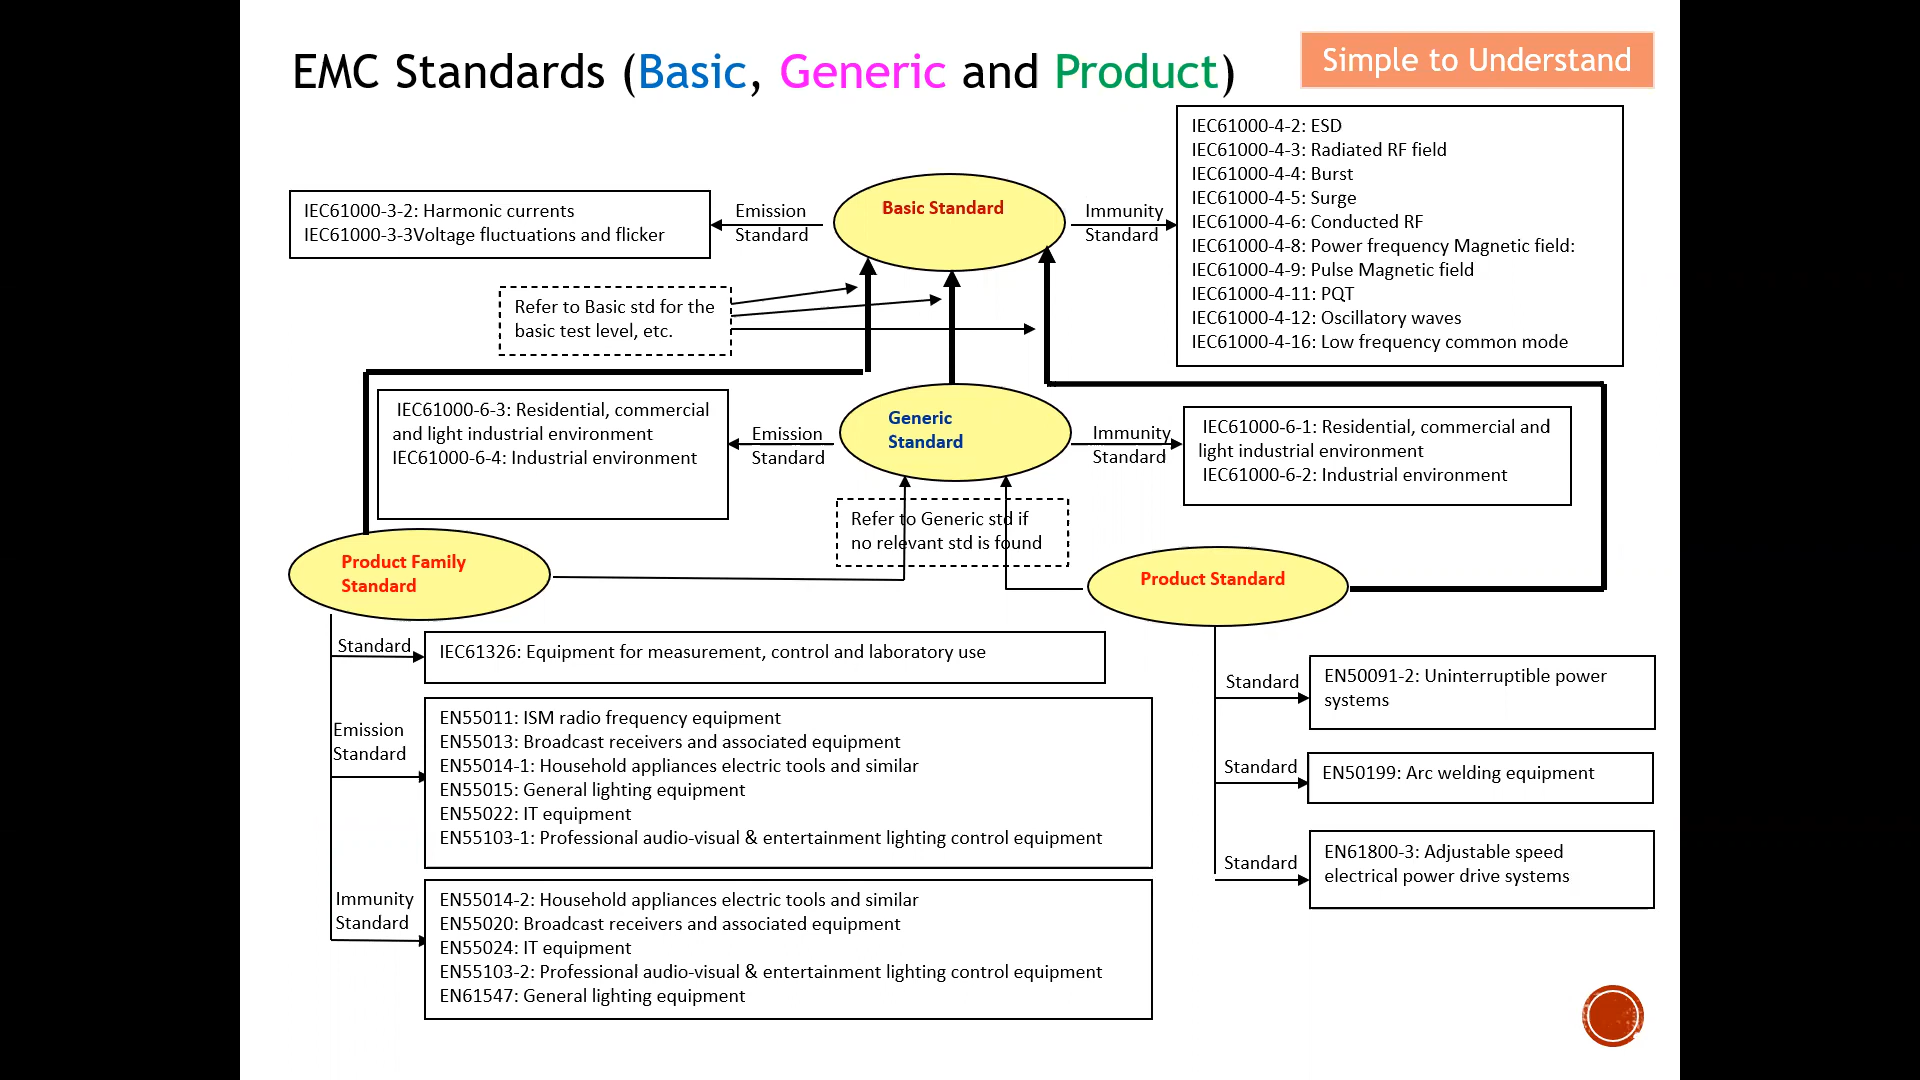 EMC Standards (Basic, Generic and Product)
Simple to Understand
IEC61000-4-2: ESD
IEC61000-4-3: Radiated RF field
IEC61000-4-4: Burst
IEC61000-4-5: Surge
IEC61000-4-6: Conducted RF
IEC61000-4-8: Power frequency Magnetic field:
IEC61000-4-9: Pulse Magnetic field
IEC61000-4-11: PQT
IEC61000-4-12: Oscillatory waves
IEC61000-4-16: Low frequency common mode
IEC61000-3-2: Harmonic currents
IEC61000-3-3Voltage fluctuations and flicker
Emission
Standard
Basic Standard
Immunity
Standard
Refer to Basic std for the
basic test level, etc.
IEC61000-6-3: Residential, commercial
and light industrial environment
IEC61000-6-4: Industrial environment
Emission
Standard
Generic
Standard
Immunity
Standard
IEC61000-6-1: Residential, commercial and
light industrial environment
IEC61000-6-2: Industrial environment
Refer to Generic std if
no relevant std is found
Product Family
Standard
Product Standard
Standard
IEC61326: Equipment for measurement, control and laboratory use
Emission
Standard
EN55011: ISM radio frequency equipment
EN55013: Broadcast receivers and associated equipment
EN55014-1: Household appliances electric tools and similar
EN55015: General lighting equipment
EN55022: IT equipment
EN55103-1: Professional audio-visual & entertainment lighting control equipment
Immunity
Standard
EN55014-2: Household appliances electric tools and similar
EN55020: Broadcast receivers and associated equipment
EN55024: IT equipment
EN55103-2: Professional audio-visual & entertainment lighting control equipment
EN61547: General lighting equipment
Standard
EN50091-2: Uninterruptible power
systems
Standard
EN50199: Arc welding equipment
Standard
EN61800-3: Adjustable speed
electrical power drive systems